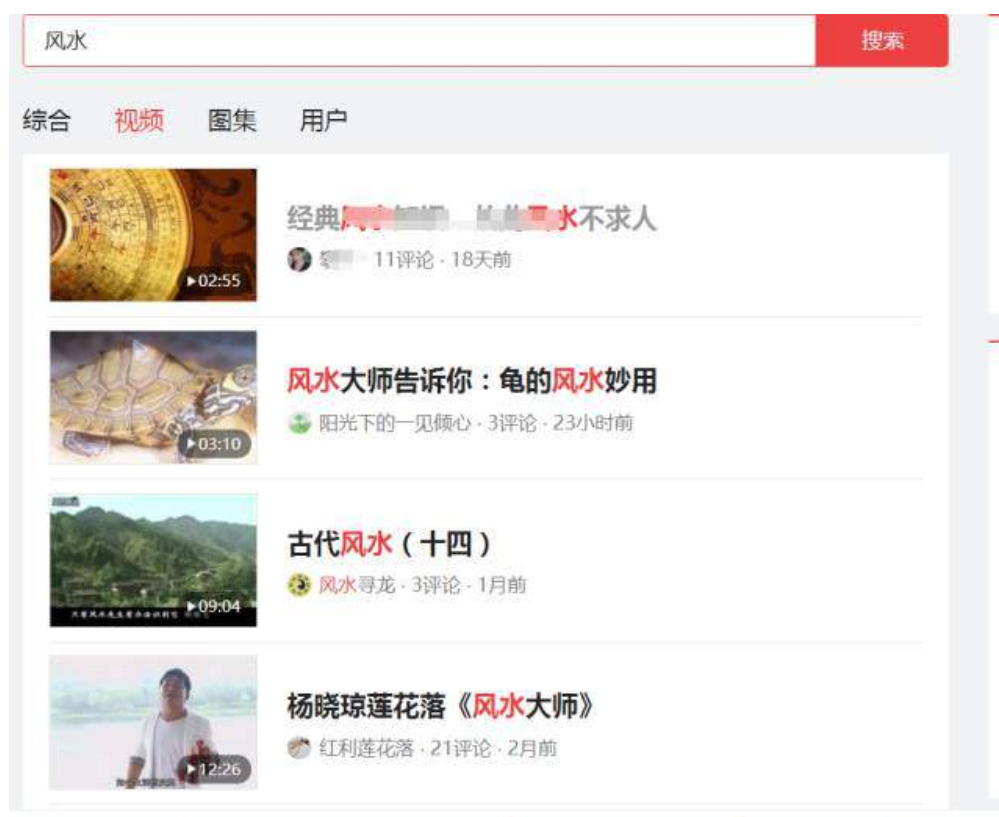 风水
搜索
综合 视频 图集 用户
经典 水不求人
11评论 · 18天前
02:55
风水大师告诉你：龟的风水妙用
阳光下的一见倾心 · 3评论 · 23小时前
03:10
古代风水（十四）
风水寻龙 · 3评论 · 1月前
09:04
杨晓琼莲花落《风水大师》
红利莲花落 · 21评论 · 2月前
12:26